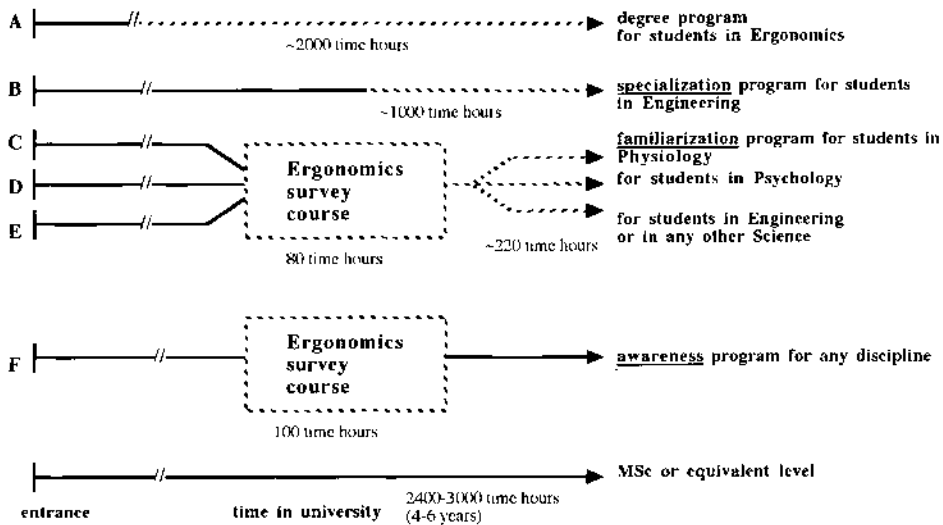 A
degree program
for students in Ergonomics
~2000 time hours
B
specialization program for students
in Engineering
~1000 time hours
C
familiarization program for students in
Physiology
D
Ergonomics
survey
course
for students in Psychology
E
for students in Engineering
or in any other Science
~220 time hours
80 time hours
F
Ergonomics
survey
course
awareness program for any discipline
100 time hours
MSc or equivalent level
entrance
time in university
2400-3000 time hours
(4-6 years)